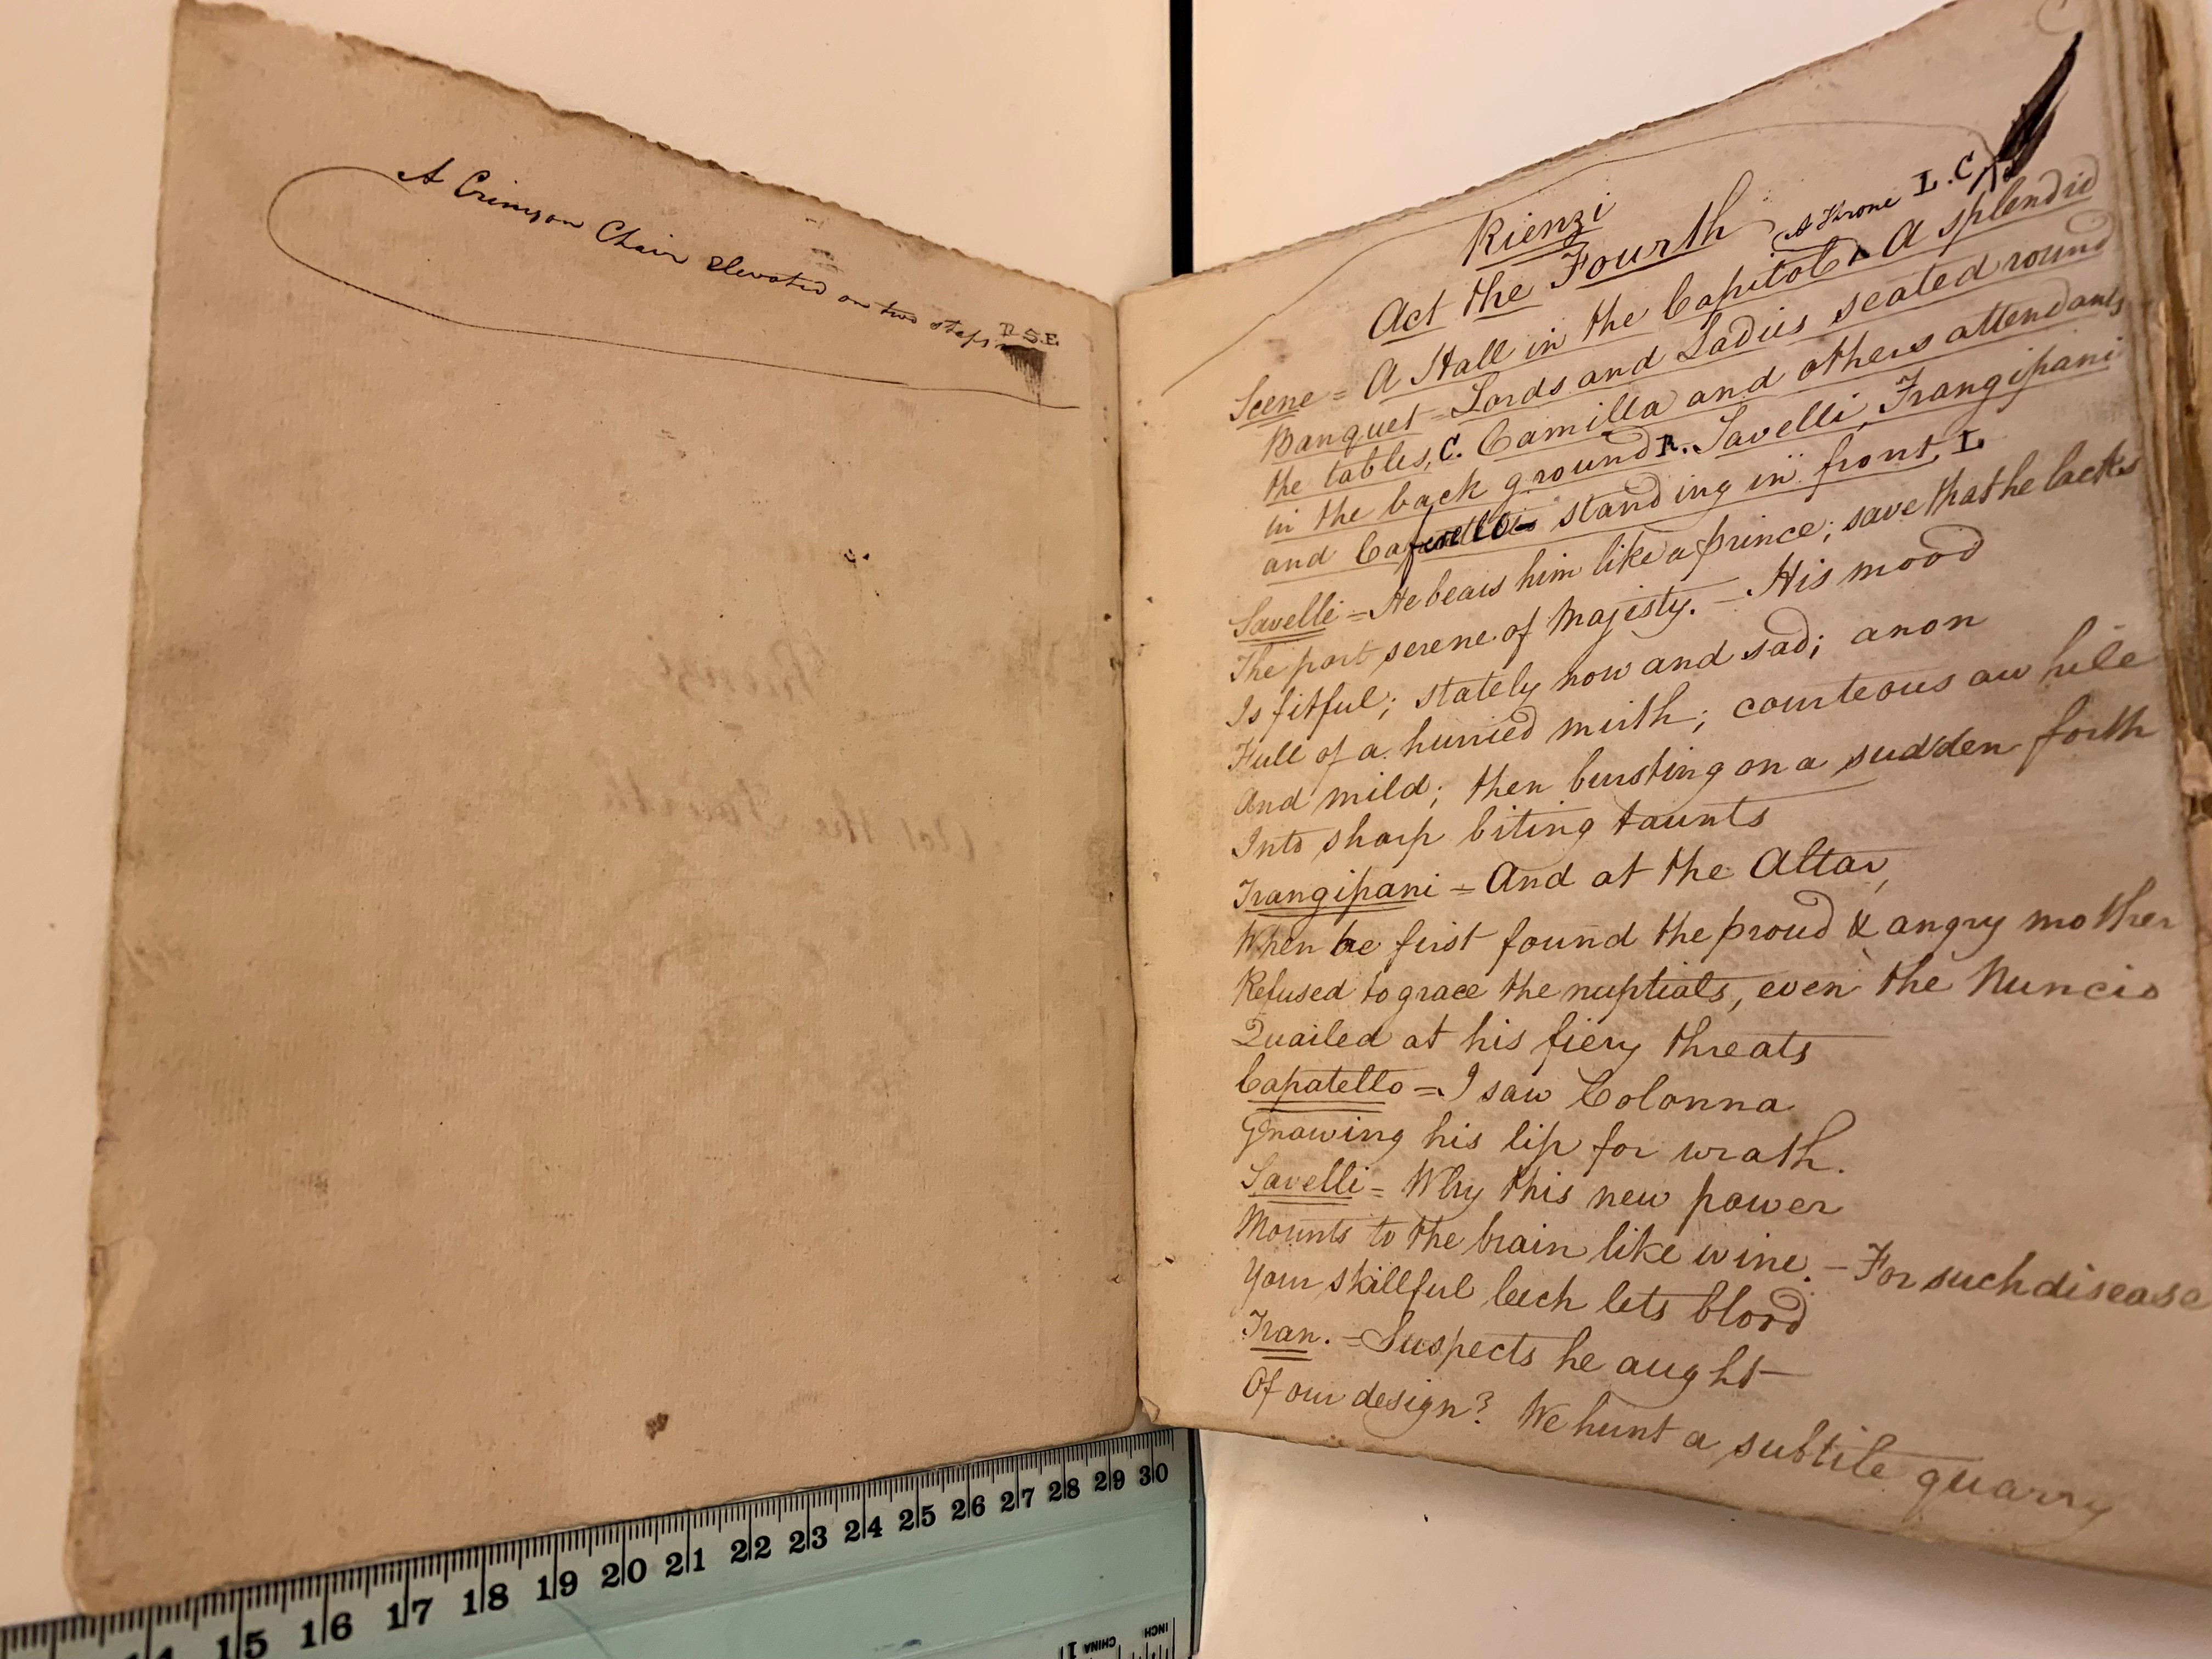 A Crimson Chair elevated on two steps R.S.E.
Rienzi
Act the Fourth
A Throne L.C.
Scene = A Hall in the Capitol A splendid
Banquet = Lords and Ladies seated round
the tables, C. Camilla and others attendants
in the back ground R. Savelli, Frangipani
and standing in front, L
Savelli = He bears him like a prince; save that he lacks
The port serene of Majesty. – His mood
Is fitful; stately now and sad; anon
Full of a hurried mirth; courteous awhile
And mild; then bursting on a sudden forth
Into sharp biting taunts
Frangipani = And at the Altar,
When he first found the proud & angry mother
Refused to grace the nuptials, even the Nuncio
Quailed at his fiery threats
Capatello = I saw Colonna
Gnawing his lip for wrath.
Savelli = Why this new power
Mounts to the brain like wine. – For such disease
Your skillful leech lets blood
Fran. = Suspects he aught
Of our design? We hunt a subtile quarry
Rienzi
Act the Fourth
15 16 17 18 19 20 21 22 23 24 25 26 27 28 29 30
INCH
CHINA
1